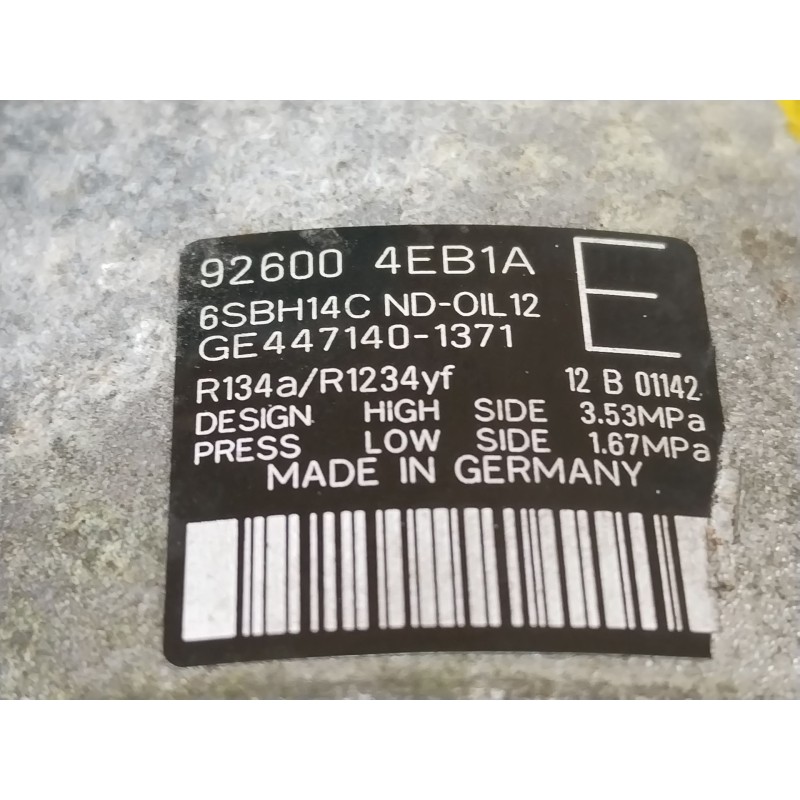 92600 4EB1A
E
6SBH14C ND-OIL12
GE447140-1371
R134a/R1234yf 12 B 01142
DESIGN HIGH SIDE 3.53MPa
PRESS LOW SIDE 1.67MPa
MADE IN GERMANY